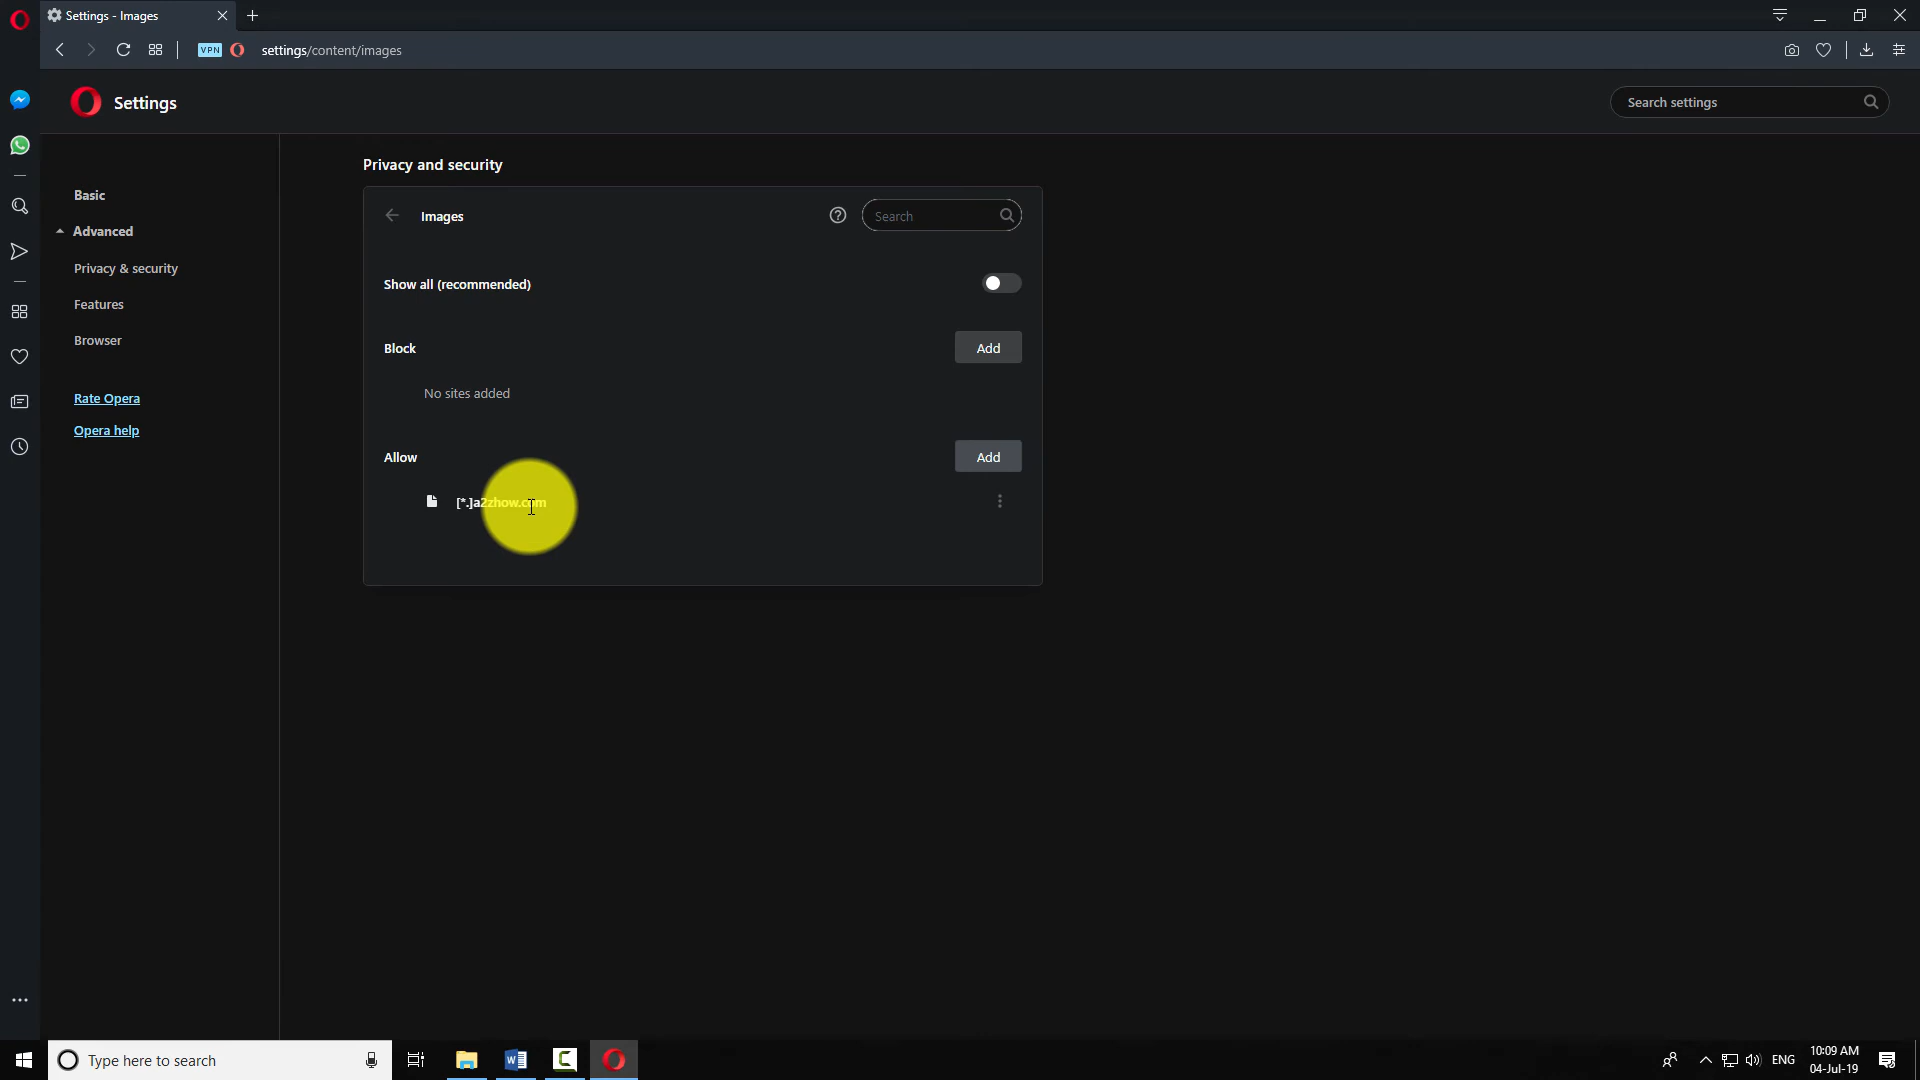 Settings - Images
VPN
settings/content/images
Settings
Search settings
Privacy and security
Basic
Advanced
Privacy & security
Features
Browser
Rate Opera
Opera help
Images
Search
Show all (recommended)
Block
Add
No sites added
Allow
Add
[*.]a2zhow.com
Type here to search
W
ENG
10:09 AM
04-Jul-19